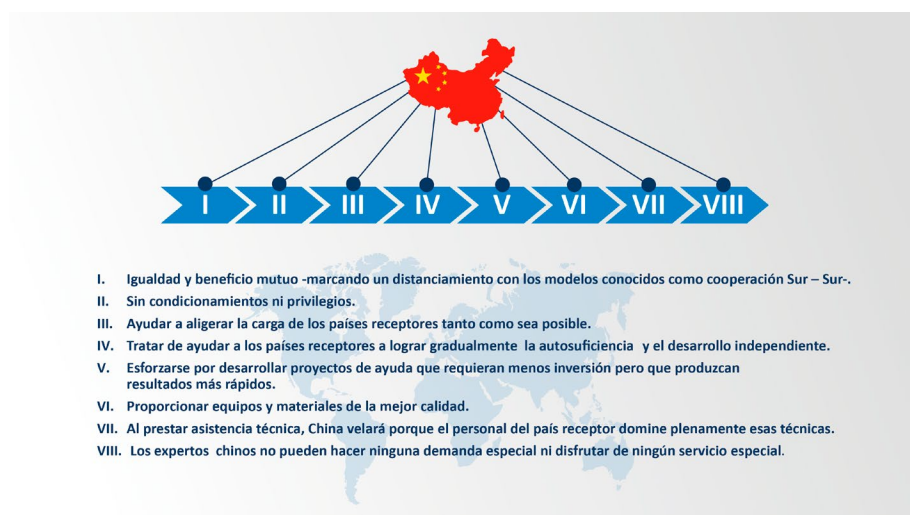 I II III IV V VI VII VIII
I. Igualdad y beneficio mutuo -marcando un distanciamiento con los modelos conocidos como cooperación Sur – Sur-.
II. Sin condicionamientos ni privilegios.
III. Ayudar a aligerar la carga de los países receptores tanto como sea posible.
IV. Tratar de ayudar a los países receptores a lograr gradualmente la autosuficiencia y el desarrollo independiente.
V. Esforzarse por desarrollar proyectos de ayuda que requieran menos inversión pero que produzcan
resultados más rápidos.
VI. Proporcionar equipos y materiales de la mejor calidad.
VII. Al prestar asistencia técnica, China velará porque el personal del país receptor domine plenamente esas técnicas.
VIII. Los expertos chinos no pueden hacer ninguna demanda especial ni disfrutar de ningún servicio especial.